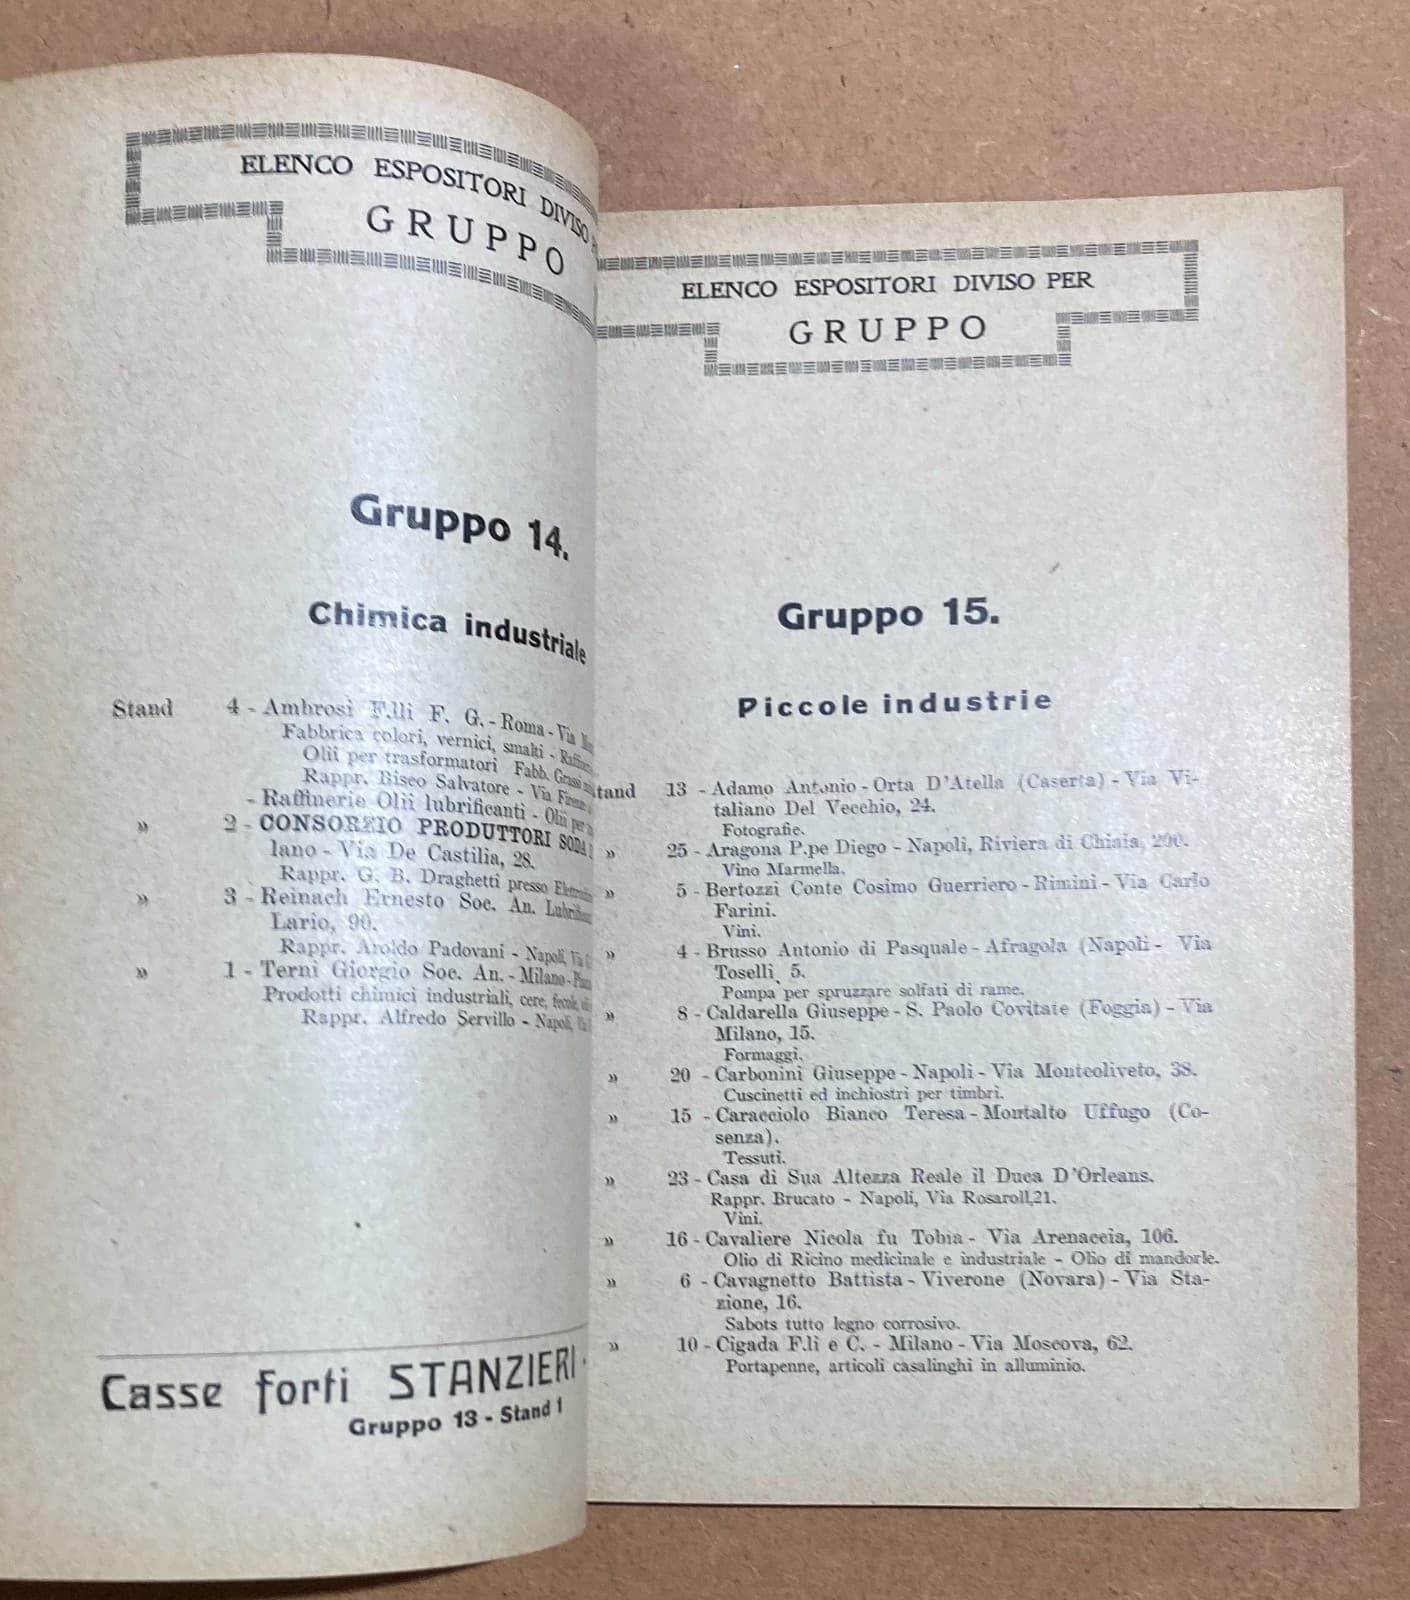 ELENCO ESPOSITORI DIVISO
GRUPPO
Gruppo 14.
Chimica industriale
Stand 4 - Ambrosi F.lli F. G. - Roma - Via
Fabbrica colori, vernici, smalti -
Olii per trasformatori Fabb. Grassi
Rappr. Biseo Salvatore - Via Firenze
- Raffinerie Olii lubrificanti - Olii per
» 2 - CONSORZIO PRODUTTORI SODA
lano - Via De Castilia, 28.
Rappr. G. B. Draghetti presso
» 3 - Reinach Ernesto Soc. An.
Lario, 90.
Rappr. Aroldo Padovani - Napoli, Via
» 1 - Terni Giorgio Soc. An. - Milano -
Prodotti chimici industriali, cere, fecole,
Rappr. Alfredo Servillo - Napoli,
Casse forti STANZIERI
Gruppo 13 - Stand 1
ELENCO ESPOSITORI DIVISO PER
GRUPPO
Gruppo 15.
Piccole industrie
tand 13 - Adamo Antonio - Orta D'Atella (Caserta) - Via Vi-
taliano Del Vecchio, 24.
Fotografie.
» 25 - Aragona P.pe Diego - Napoli, Riviera di Chiaia, 200.
Vino Marmella.
» 5 - Bertozzi Conte Cosimo Guerriero - Rimini - Via Carlo
Farini.
Vini.
» 4 - Brusso Antonio di Pasquale - Afragola (Napoli - Via
Toselli, 5.
Pompa per spruzzare solfati di rame.
» 8 - Caldarella Giuseppe - S. Paolo Covitate (Foggia) - Via
Milano, 15.
Formaggi.
» 20 - Carbonini Giuseppe - Napoli - Via Monteoliveto, 38.
Cuscinetti ed inchiostri per timbri.
» 15 - Caracciolo Bianco Teresa - Montalto Uffugo (Co-
senza).
Tessuti.
» 23 - Casa di Sua Altezza Reale il Duca D'Orleans.
Rappr. Brucato - Napoli, Via Rosaroll,21.
Vini.
» 16 - Cavaliere Nicola fu Tobia - Via Arenaccia, 106.
Olio di Ricino medicinale e industriale - Olio di mandorle.
» 6 - Cavagnetto Battista - Viverone (Novara) - Via Sta-
zione, 16.
Sabots tutto legno corrosivo.
» 10 - Cigada F.li e C. - Milano - Via Moscova, 62.
Portapenne, articoli casalinghi in alluminio.